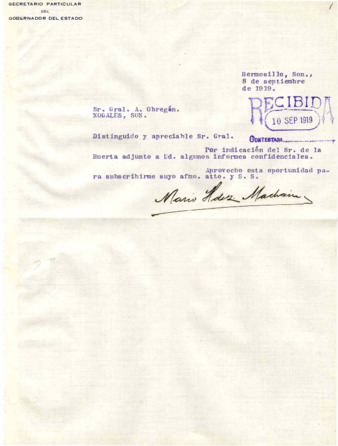 SECRETARIO PARTICULAR
DEL
GOBERNADOR DEL ESTADO
1
Hermosillo, Son.,
8 de septiembre
de 1919.
RECIBIDA
10 SEP 1919
CONTESTADA
Sr. Gral. A. Obregón.
NOGALES, SON.
Distinguido y apreciable Sr. Gral.
Por indicación del Sr. de la
Huerta adjunto a Ud. algunos informes confidenciales.
Aprovecho esta oportunidad pa-
ra subscribirme suyo afmo. atto. y S. S.
Mario Hdez Machain